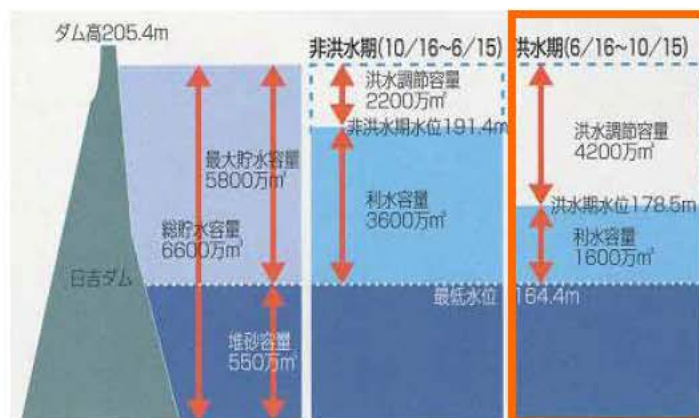 ダム高205.4m
非洪水期(10/16~6/15)
洪水期(6/16~10/15)
洪水調節容量
2200万㎥
非洪水期水位191.4m
洪水調節容量
4200万㎥
最大貯水容量
5800万㎥
利水容量
3600万㎥
洪水期水位178.5m
総貯水容量
6600万㎥
利水容量
1600万㎥
日吉ダム
最低水位 164.4m
堆砂容量
550万㎥